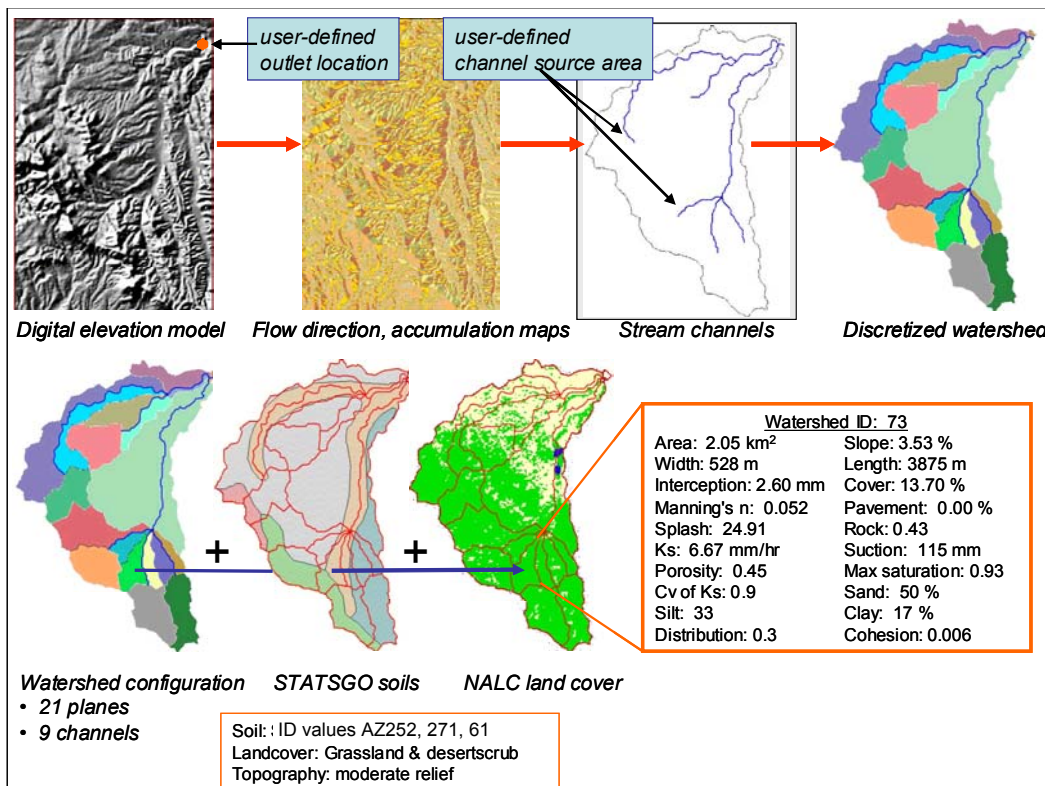 user-defined
outlet location
user-defined
channel source area
Digital elevation model
Flow direction, accumulation maps
Stream channels
Discretized watershed
+
+
Watershed ID: 73
Area: 2.05 km² Slope: 3.53 %
Width: 528 m Length: 3875 m
Interception: 2.60 mm Cover: 13.70 %
Manning's n: 0.052 Pavement: 0.00 %
Splash: 24.91 Rock: 0.43
Ks: 6.67 mm/hr Suction: 115 mm
Porosity: 0.45 Max saturation: 0.93
Cv of Ks: 0.9 Sand: 50 %
Silt: 33 Clay: 17 %
Distribution: 0.3 Cohesion: 0.006
Watershed configuration
• 21 planes
• 9 channels
STATSGO soils
NALC land cover
Soil: ID values AZ252, 271, 61
Landcover: Grassland & desertscrub
Topography: moderate relief